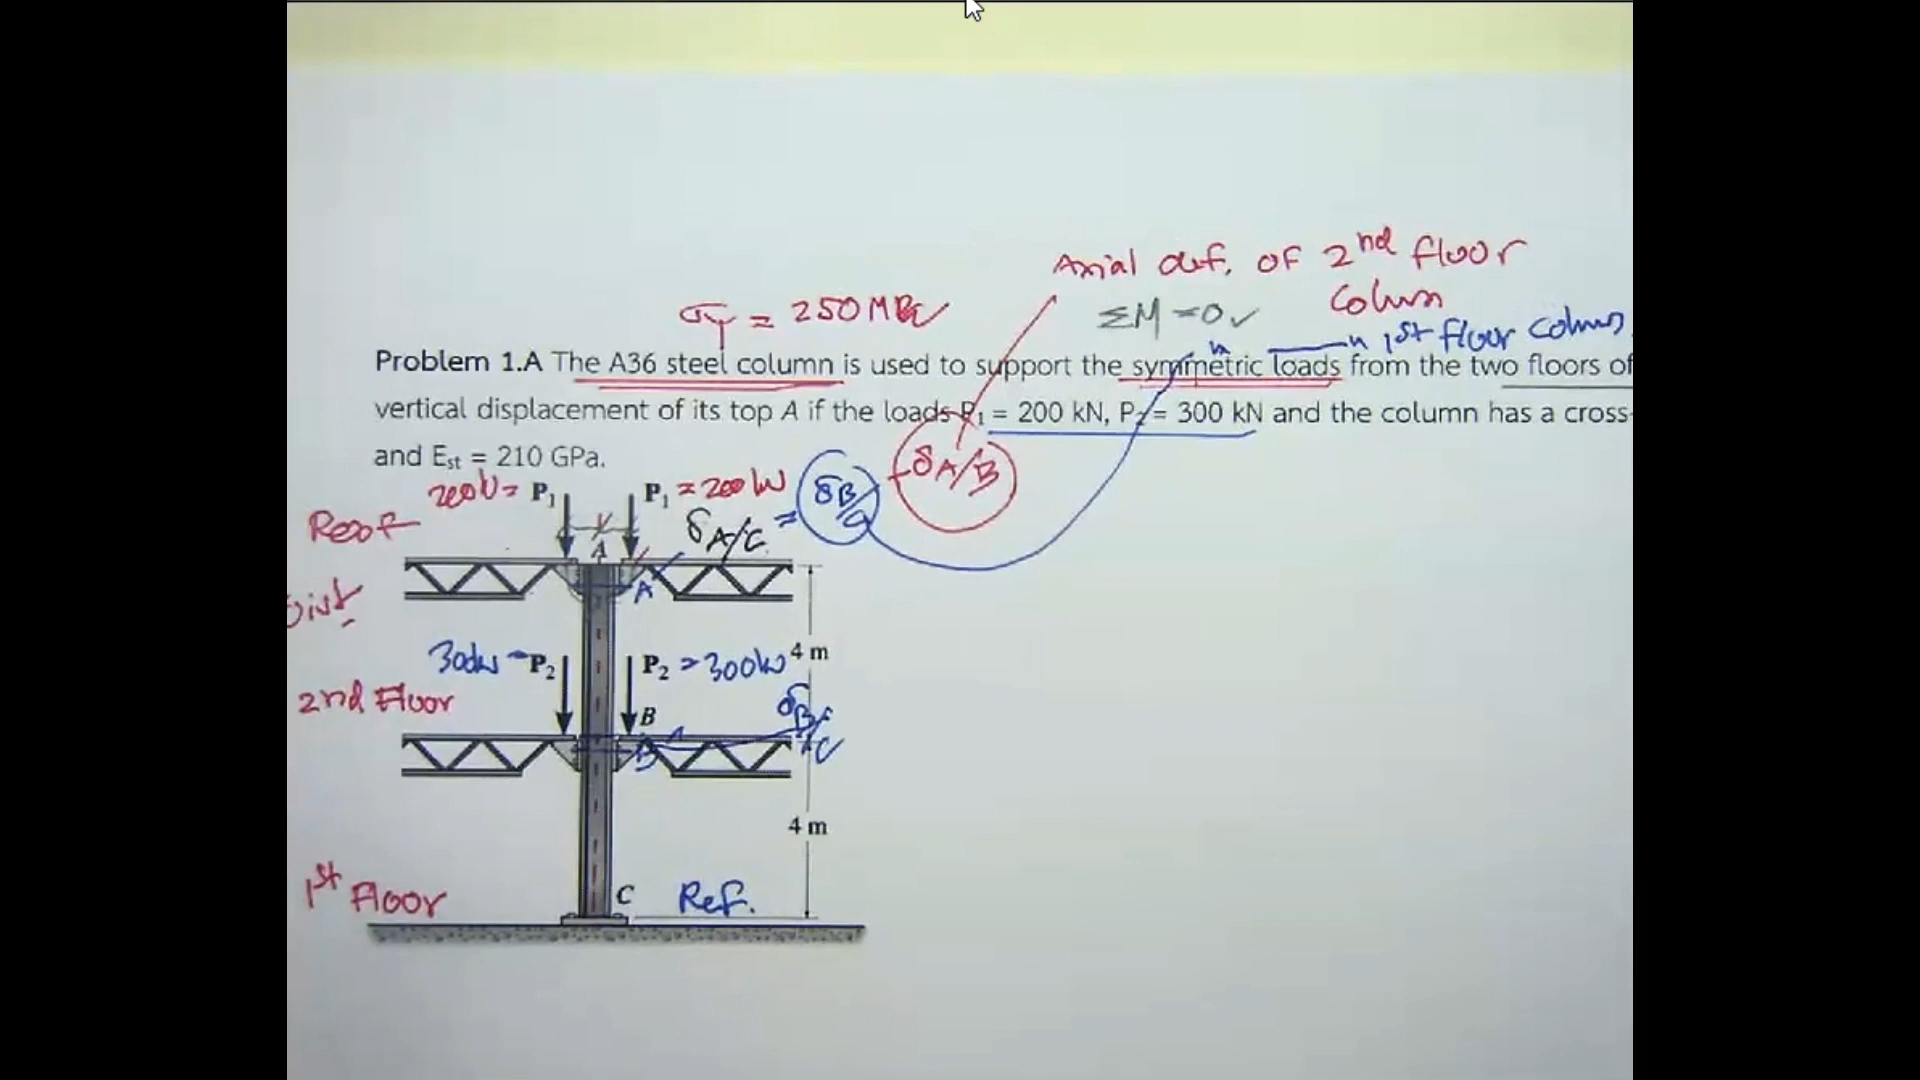 Axial def. of 2nd floor
Column
σy = 250 MPa
ΣM = 0 ✓
— " 1st floor column
Problem 1.A The A36 steel column is used to support the symmetric loads from the two floors of
vertical displacement of its top A if the loads P1 = 200 kN, P2 = 300 kN and the column has a cross-
and Est = 210 GPa.
200kN = P1
P1 = 200 kN
δA/C = δB/C + δA/B
Roof
A
A
Joist
4 m
300kN = P2
P2 = 300kN
2nd Floor
B
B
δB/C
4 m
1st Floor
C
Ref.